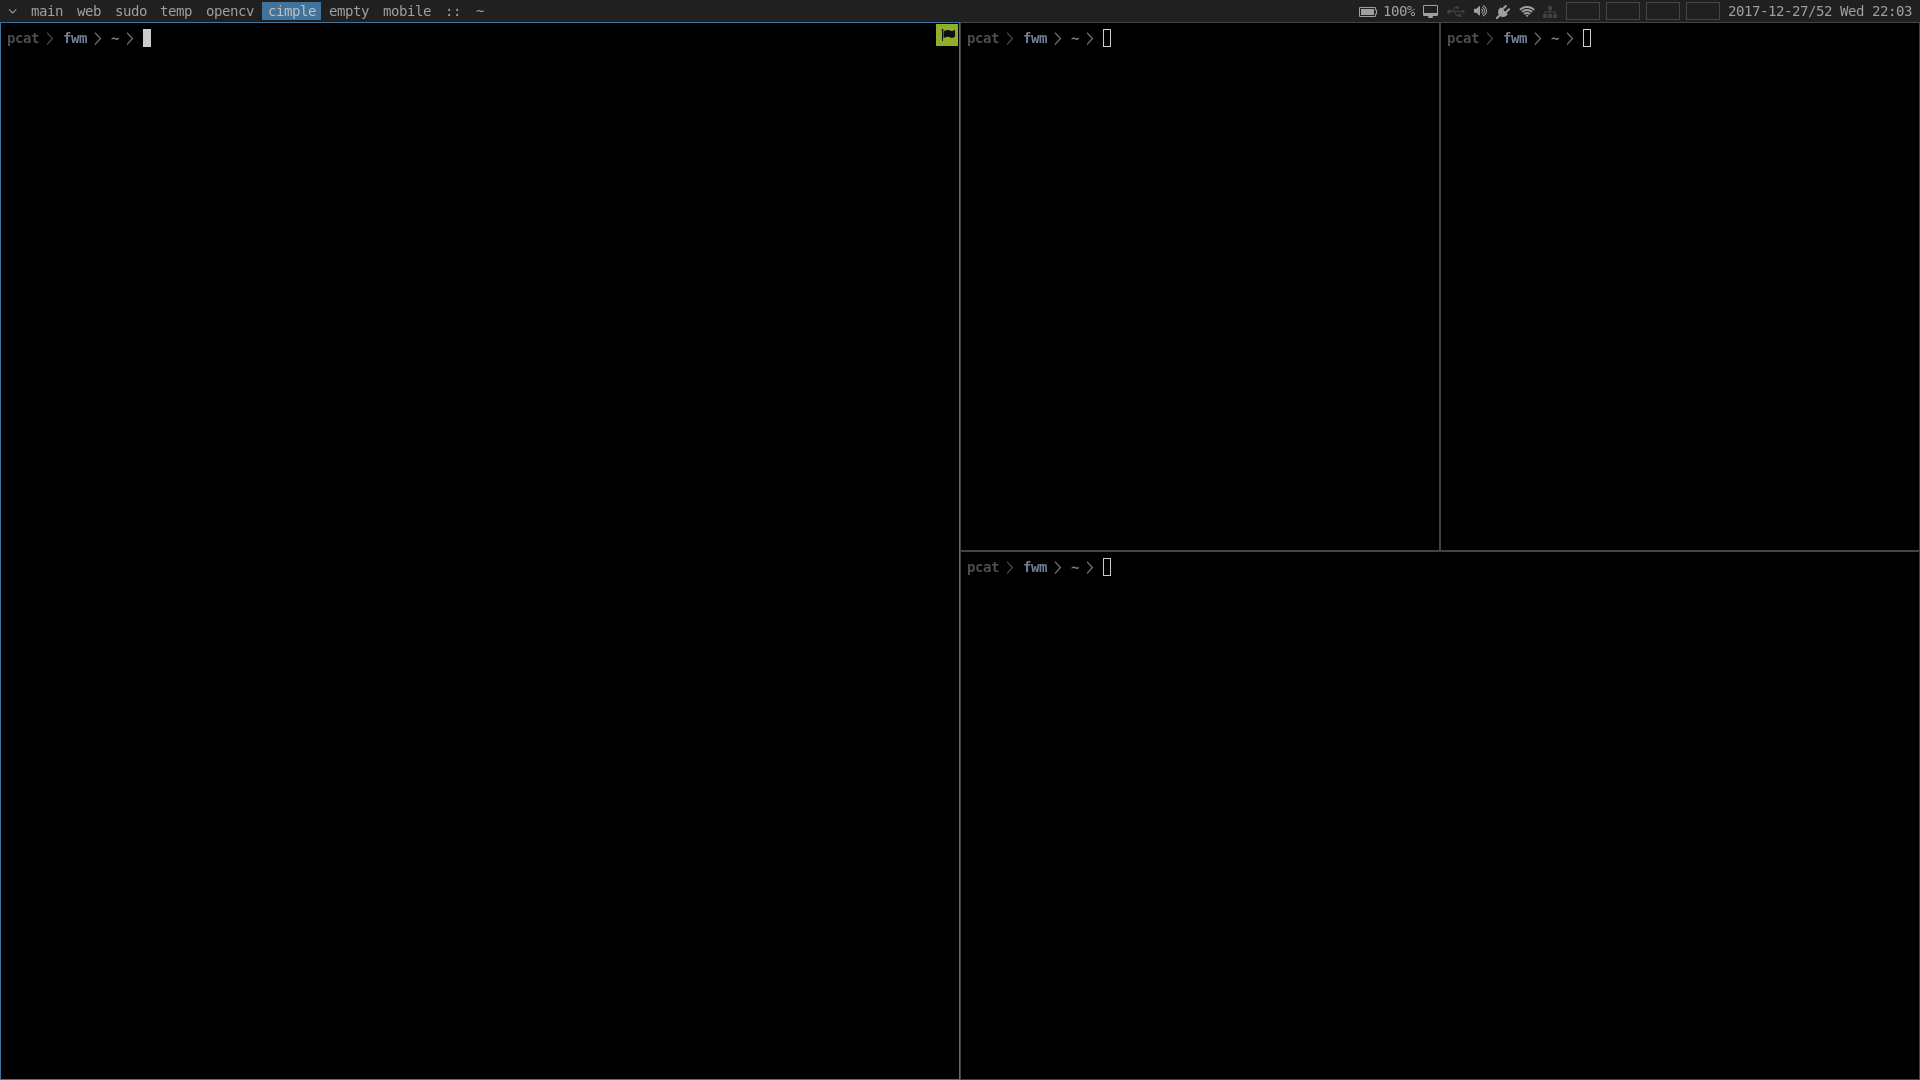 main web sudo temp opencv cimple empty mobile :: ~ 100% 2017-12-27/52 Wed 22:03
pcat > fwm > ~ >
pcat > fwm > ~ >
pcat > fwm > ~ >
pcat > fwm > ~ >